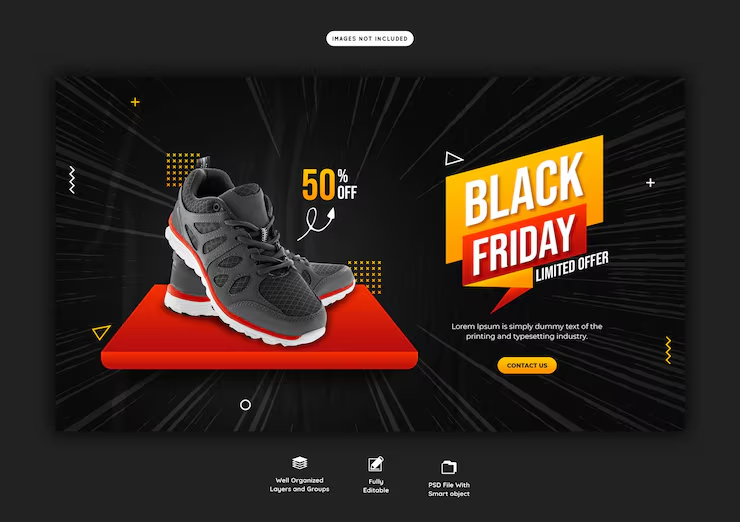 IMAGES NOT INCLUDED
50% OFF
BLACK
FRIDAY
LIMITED OFFER
Lorem Ipsum is simply dummy text of the
printing and typesetting industry.
CONTACT US
Well Organized
Layers and Groups
Fully
Editable
PSD File With
Smart object